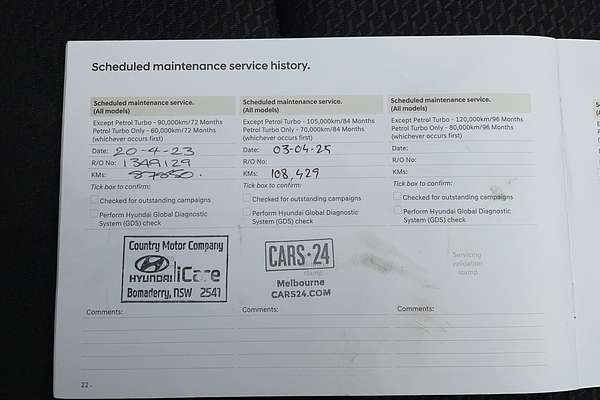 Scheduled maintenance service history.
Scheduled maintenance service.
(All models)
Except Petrol Turbo - 90,000km/72 Months
Petrol Turbo Only - 60,000km/72 Months
(whichever occurs first)
Date: 20-4-23
R/O No: 1349129
KMs: 87850.
Tick box to confirm:
Checked for outstanding campaigns
Perform Hyundai Global Diagnostic
System (GDS) check
Country Motor Company
HYUNDAI iCare
Bomaderry, NSW 2541
Comments:
Scheduled maintenance service.
(All models)
Except Petrol Turbo - 105,000km/84 Months
Petrol Turbo Only - 70,000km/84 Months
(whichever occurs first)
Date: 03-04-25
R/O No:
KMs: 108,429
Tick box to confirm:
Checked for outstanding campaigns
Perform Hyundai Global Diagnostic
System (GDS) check
CARS24
stamp
Melbourne
CARS24.COM
Comments:
Scheduled maintenance service.
(All models)
Except Petrol Turbo - 120,000km/96 Months
Petrol Turbo Only - 80,000km/96 Months
(whichever occurs first)
Date:
R/O No:
KMs:
Tick box to confirm:
Checked for outstanding campaigns
Perform Hyundai Global Diagnostic
System (GDS) check
Servicing
validation
stamp
Comments:
22 .